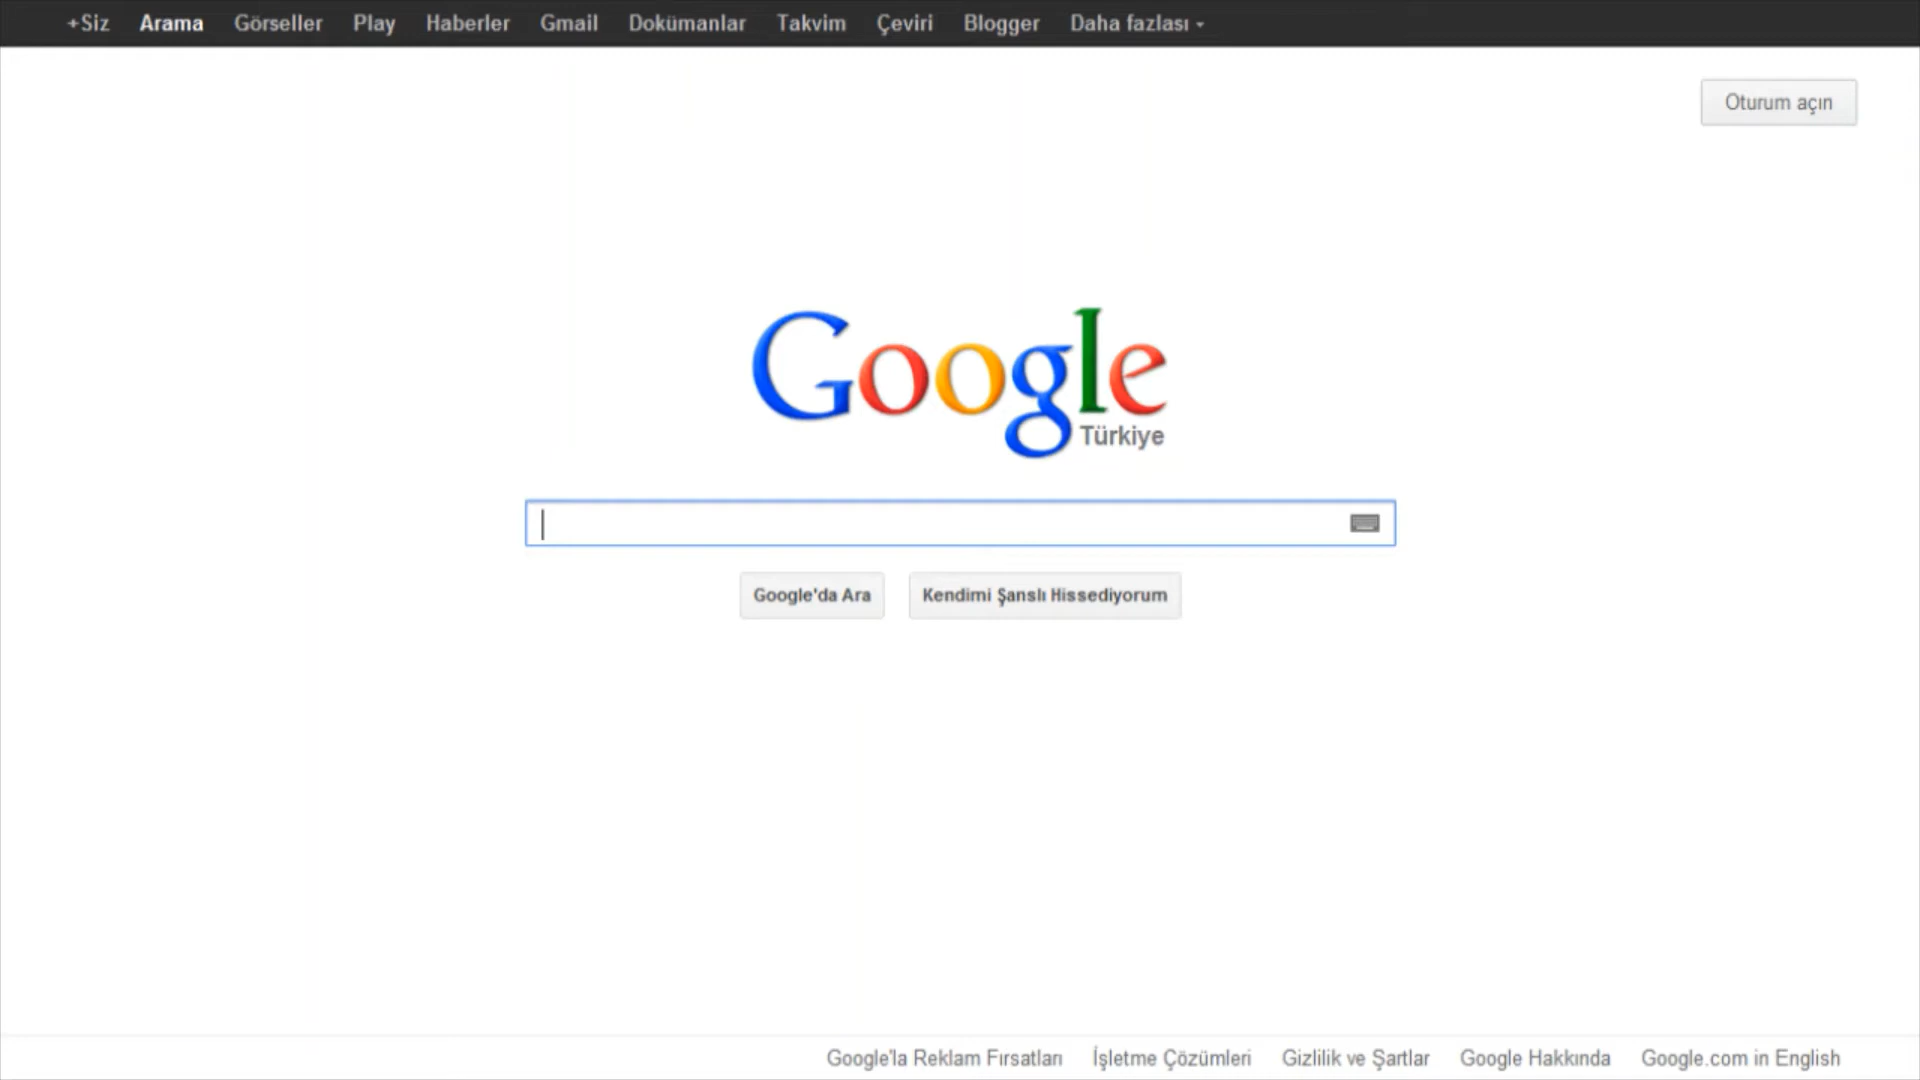 +Siz Arama Görseller Play Haberler Gmail Dokümanlar Takvim Çeviri Blogger Daha fazlası
Oturum açın
Google
Türkiye
Google'da Ara Kendimi Şanslı Hissediyorum
Google'la Reklam Fırsatları İşletme Çözümleri Gizlilik ve Şartlar Google Hakkında Google.com in English